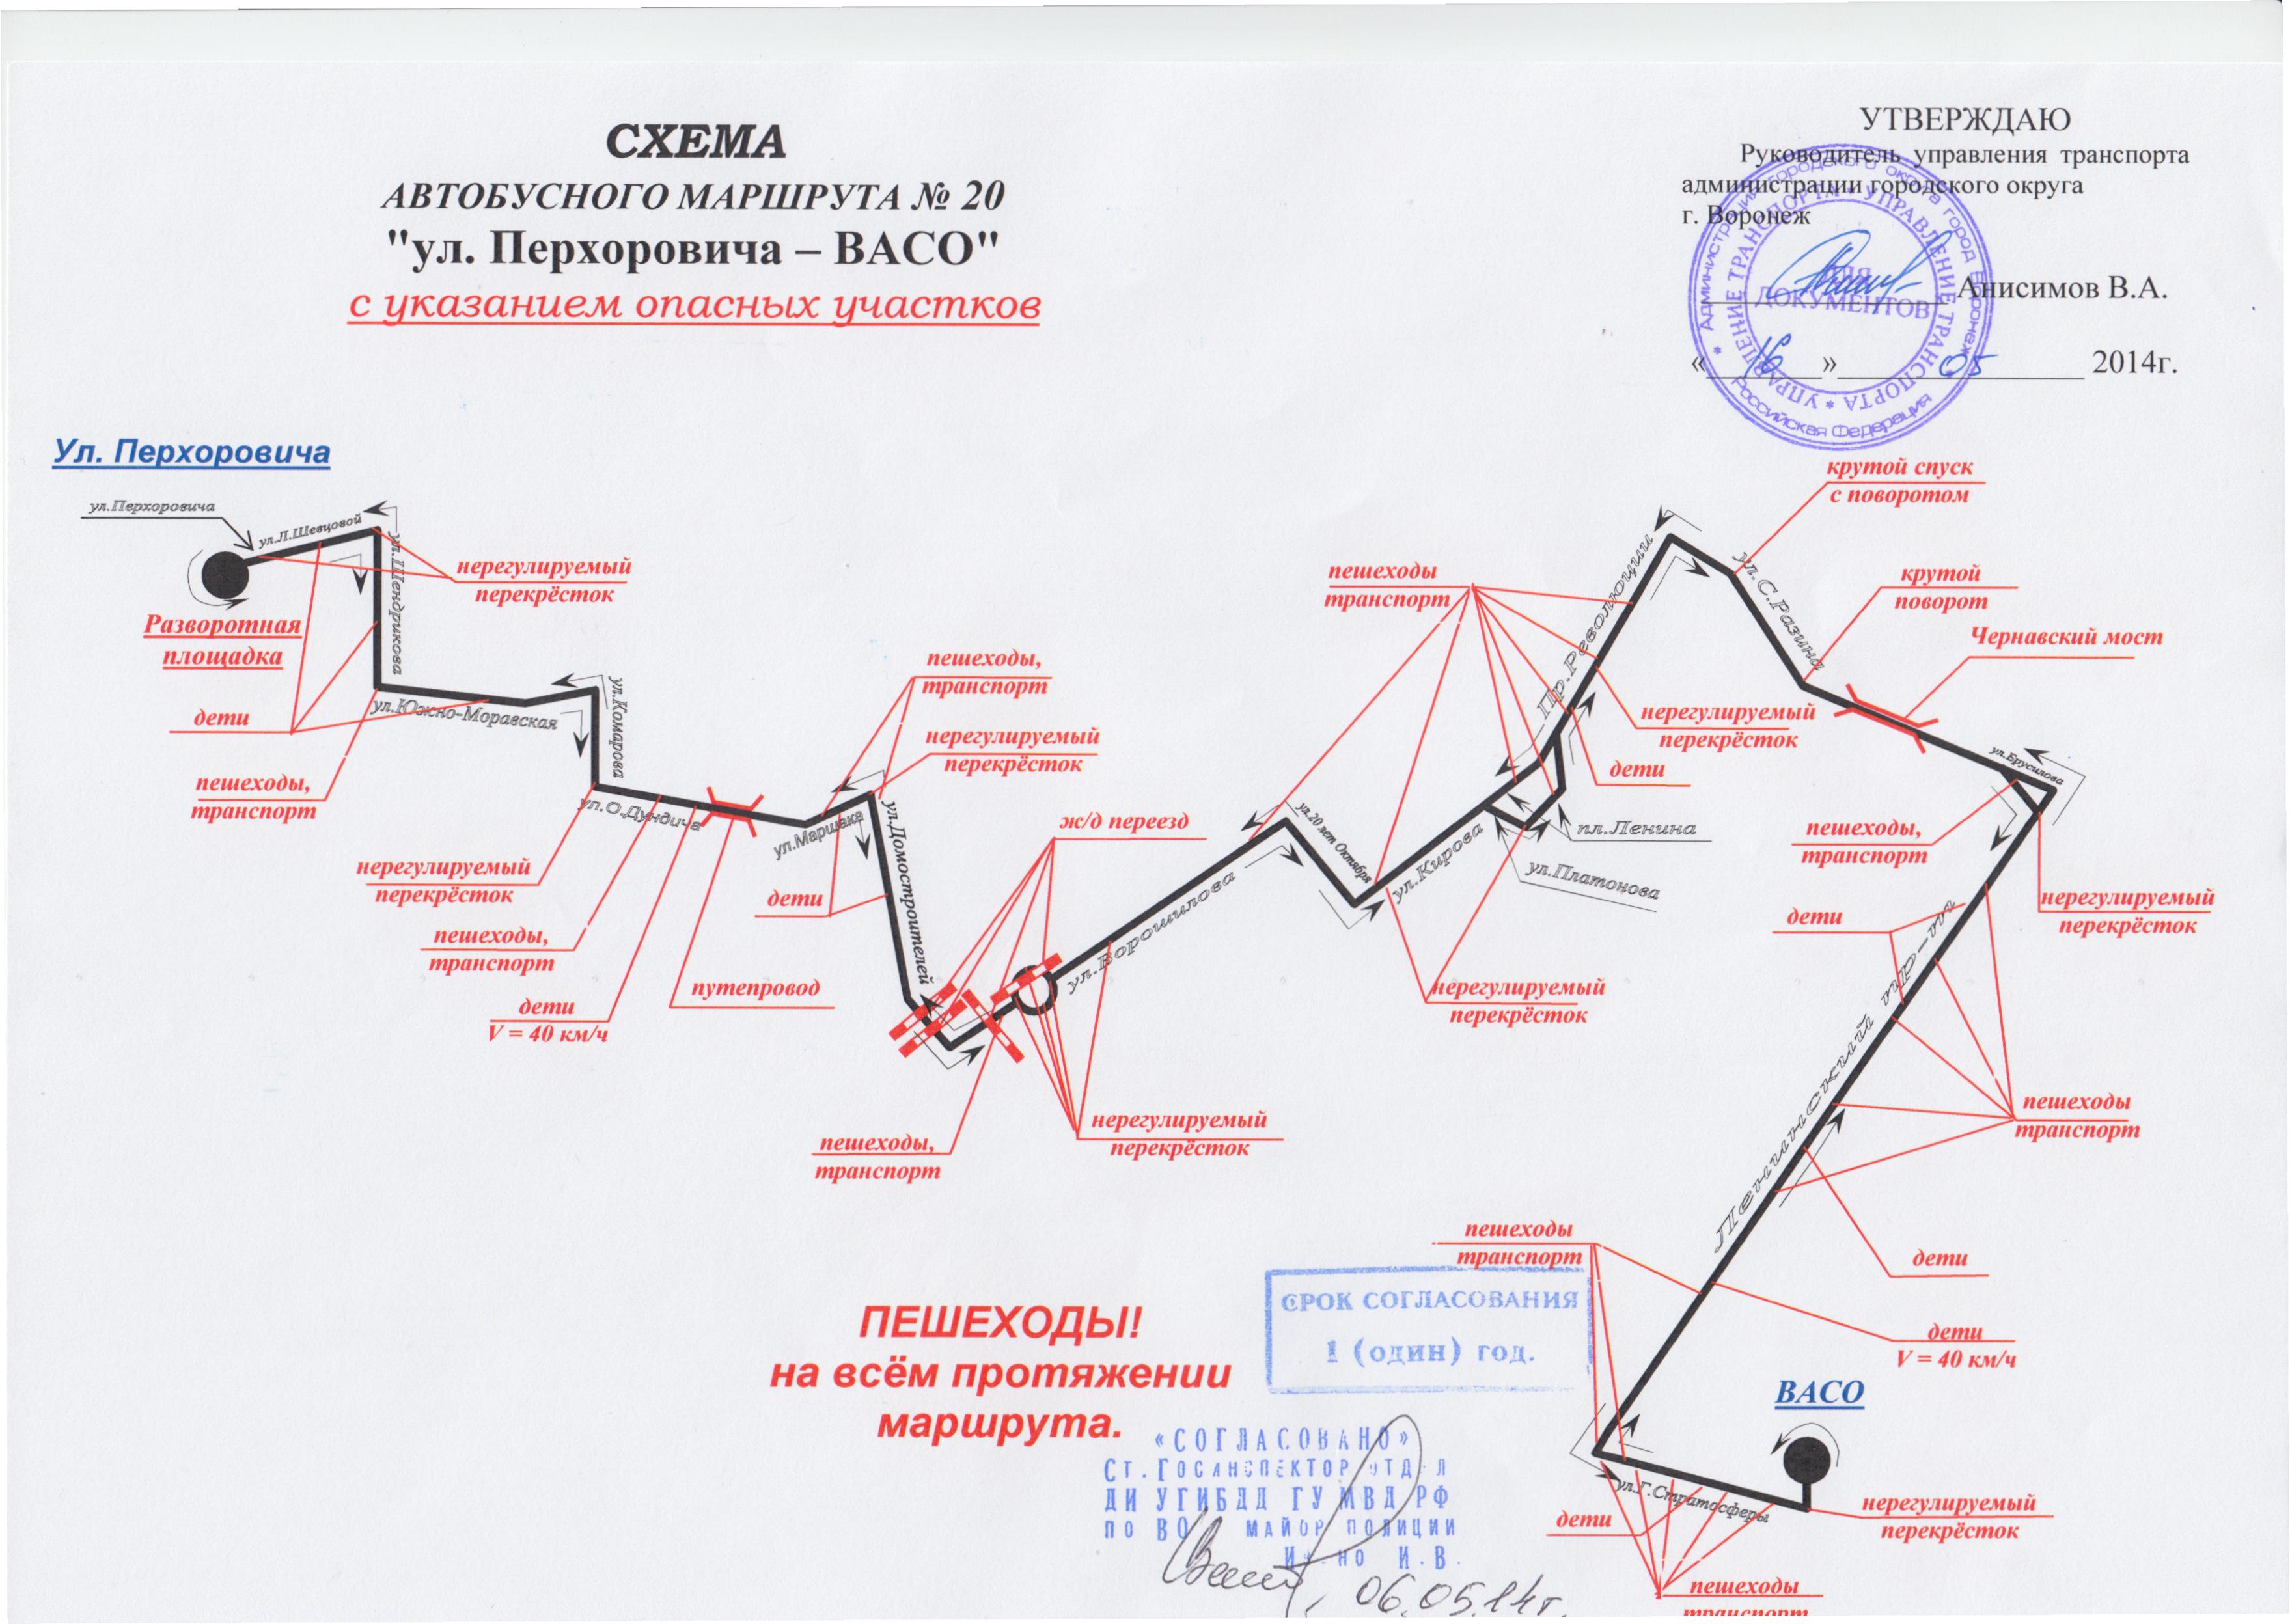 СХЕМА
АВТОБУСНОГО МАРШРУТА № 20
"ул. Перхоровича – ВАСО"
с указанием опасных участков
УТВЕРЖДАЮ
Руководитель управления транспорта
администрации городского округа
г. Воронеж
Анисимов В.А.
« 16 » 05 2014г.
Администрация городского округа город Воронеж
Российская Федерация
УПРАВЛЕНИЕ ТРАНСПОРТА * УПРАВЛЕНИЕ ТРАНСПОРТА *
ДЛЯ
ДОКУМЕНТОВ
Ул. Перхоровича
ул.Перхоровича
ул.Л.Шевцовой
ул.Шендрикова
нерегулируемый
перекрёсток
Разворотная
площадка
дети
ул.Южно-Моравская
ул.Комарова
пешеходы,
транспорт
ул.О.Дундича
нерегулируемый
перекрёсток
пешеходы,
транспорт
дети
V = 40 км/ч
путепровод
ул.Маршака
пешеходы,
транспорт
нерегулируемый
перекрёсток
ул.Домостроителей
дети
ж/д переезд
пешеходы,
транспорт
нерегулируемый
перекрёсток
ул.Ворошилова
ул.20 лет Октября
пешеходы
транспорт
ул.Кирова
нерегулируемый
перекрёсток
ул.Платонова
пл.Ленина
Пр.Революции
нерегулируемый
перекрёсток
дети
крутой спуск
с поворотом
ул.С.Разина
крутой
поворот
Чернавский мост
ул.Брусилова
пешеходы,
транспорт
нерегулируемый
перекрёсток
дети
Ленинский пр-т
пешеходы
транспорт
дети
пешеходы
транспорт
дети
V = 40 км/ч
ВАСО
ул.Г.Стратосферы
дети
нерегулируемый
перекрёсток
пешеходы
транспорт
ПЕШЕХОДЫ!
на всём протяжении
маршрута.
СРОК СОГЛАСОВАНИЯ
1 (один) год.
«СОГЛАСОВАНО»
Ст.Госинспектор
ДИ УГИБДД ГУ МВД РФ
по ВО майор полиции
И.В.
06.05.14г.